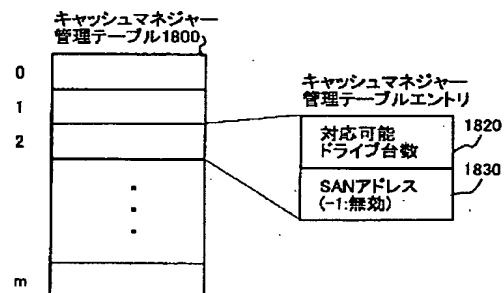 キャッシュマネジャー
管理テーブル1800
0
1
2
m
キャッシュマネジャー
管理テーブルエントリ
対応可能
ドライブ台数
1820
SANアドレス
(-1:無効)
1830